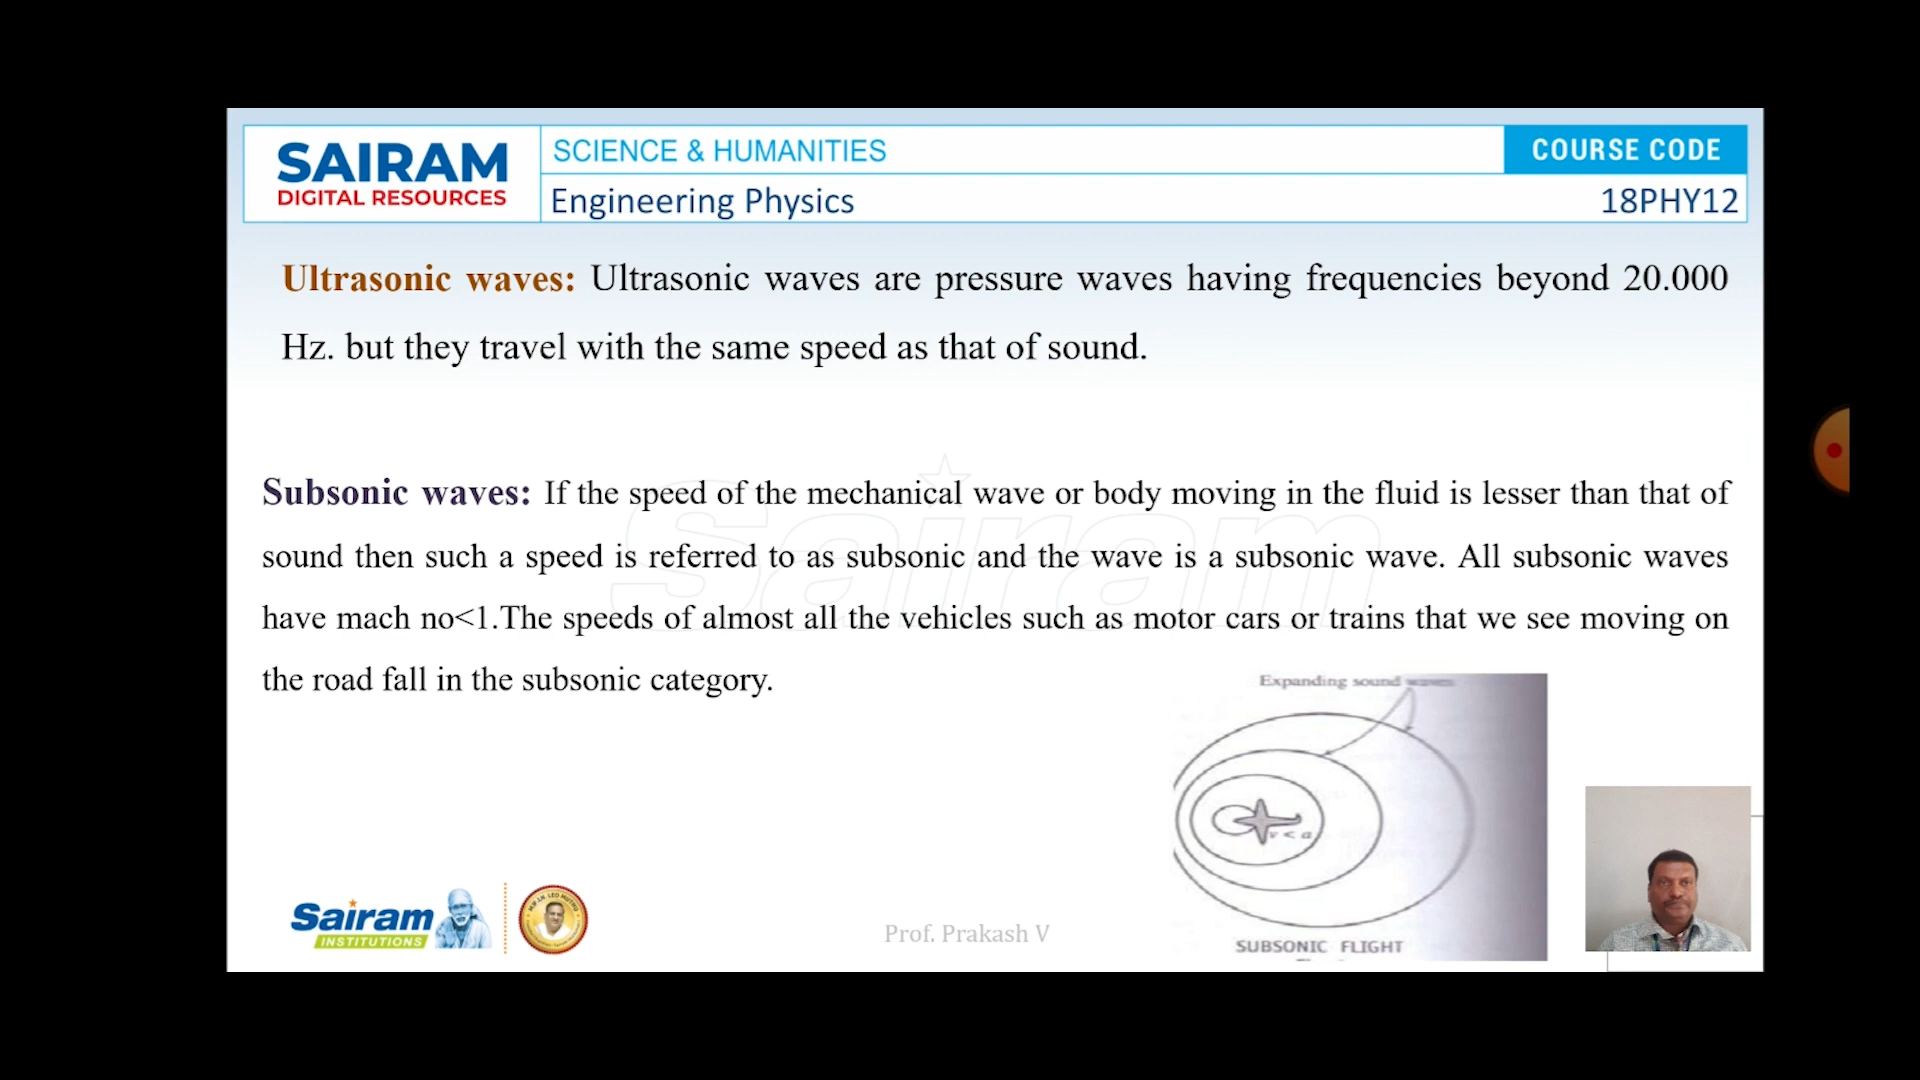 SAIRAM
DIGITAL RESOURCES
SCIENCE & HUMANITIES
COURSE CODE
Engineering Physics
18PHY12
Ultrasonic waves: Ultrasonic waves are pressure waves having frequencies beyond 20.000
Hz. but they travel with the same speed as that of sound.
Sairam
Subsonic waves: If the speed of the mechanical wave or body moving in the fluid is lesser than that of
sound then such a speed is referred to as subsonic and the wave is a subsonic wave. All subsonic waves
have mach no<1.The speeds of almost all the vehicles such as motor cars or trains that we see moving on
the road fall in the subsonic category.
Expanding sound waves
v < a
SUBSONIC FLIGHT
Sairam
INSTITUTIONS
Prof. Prakash V